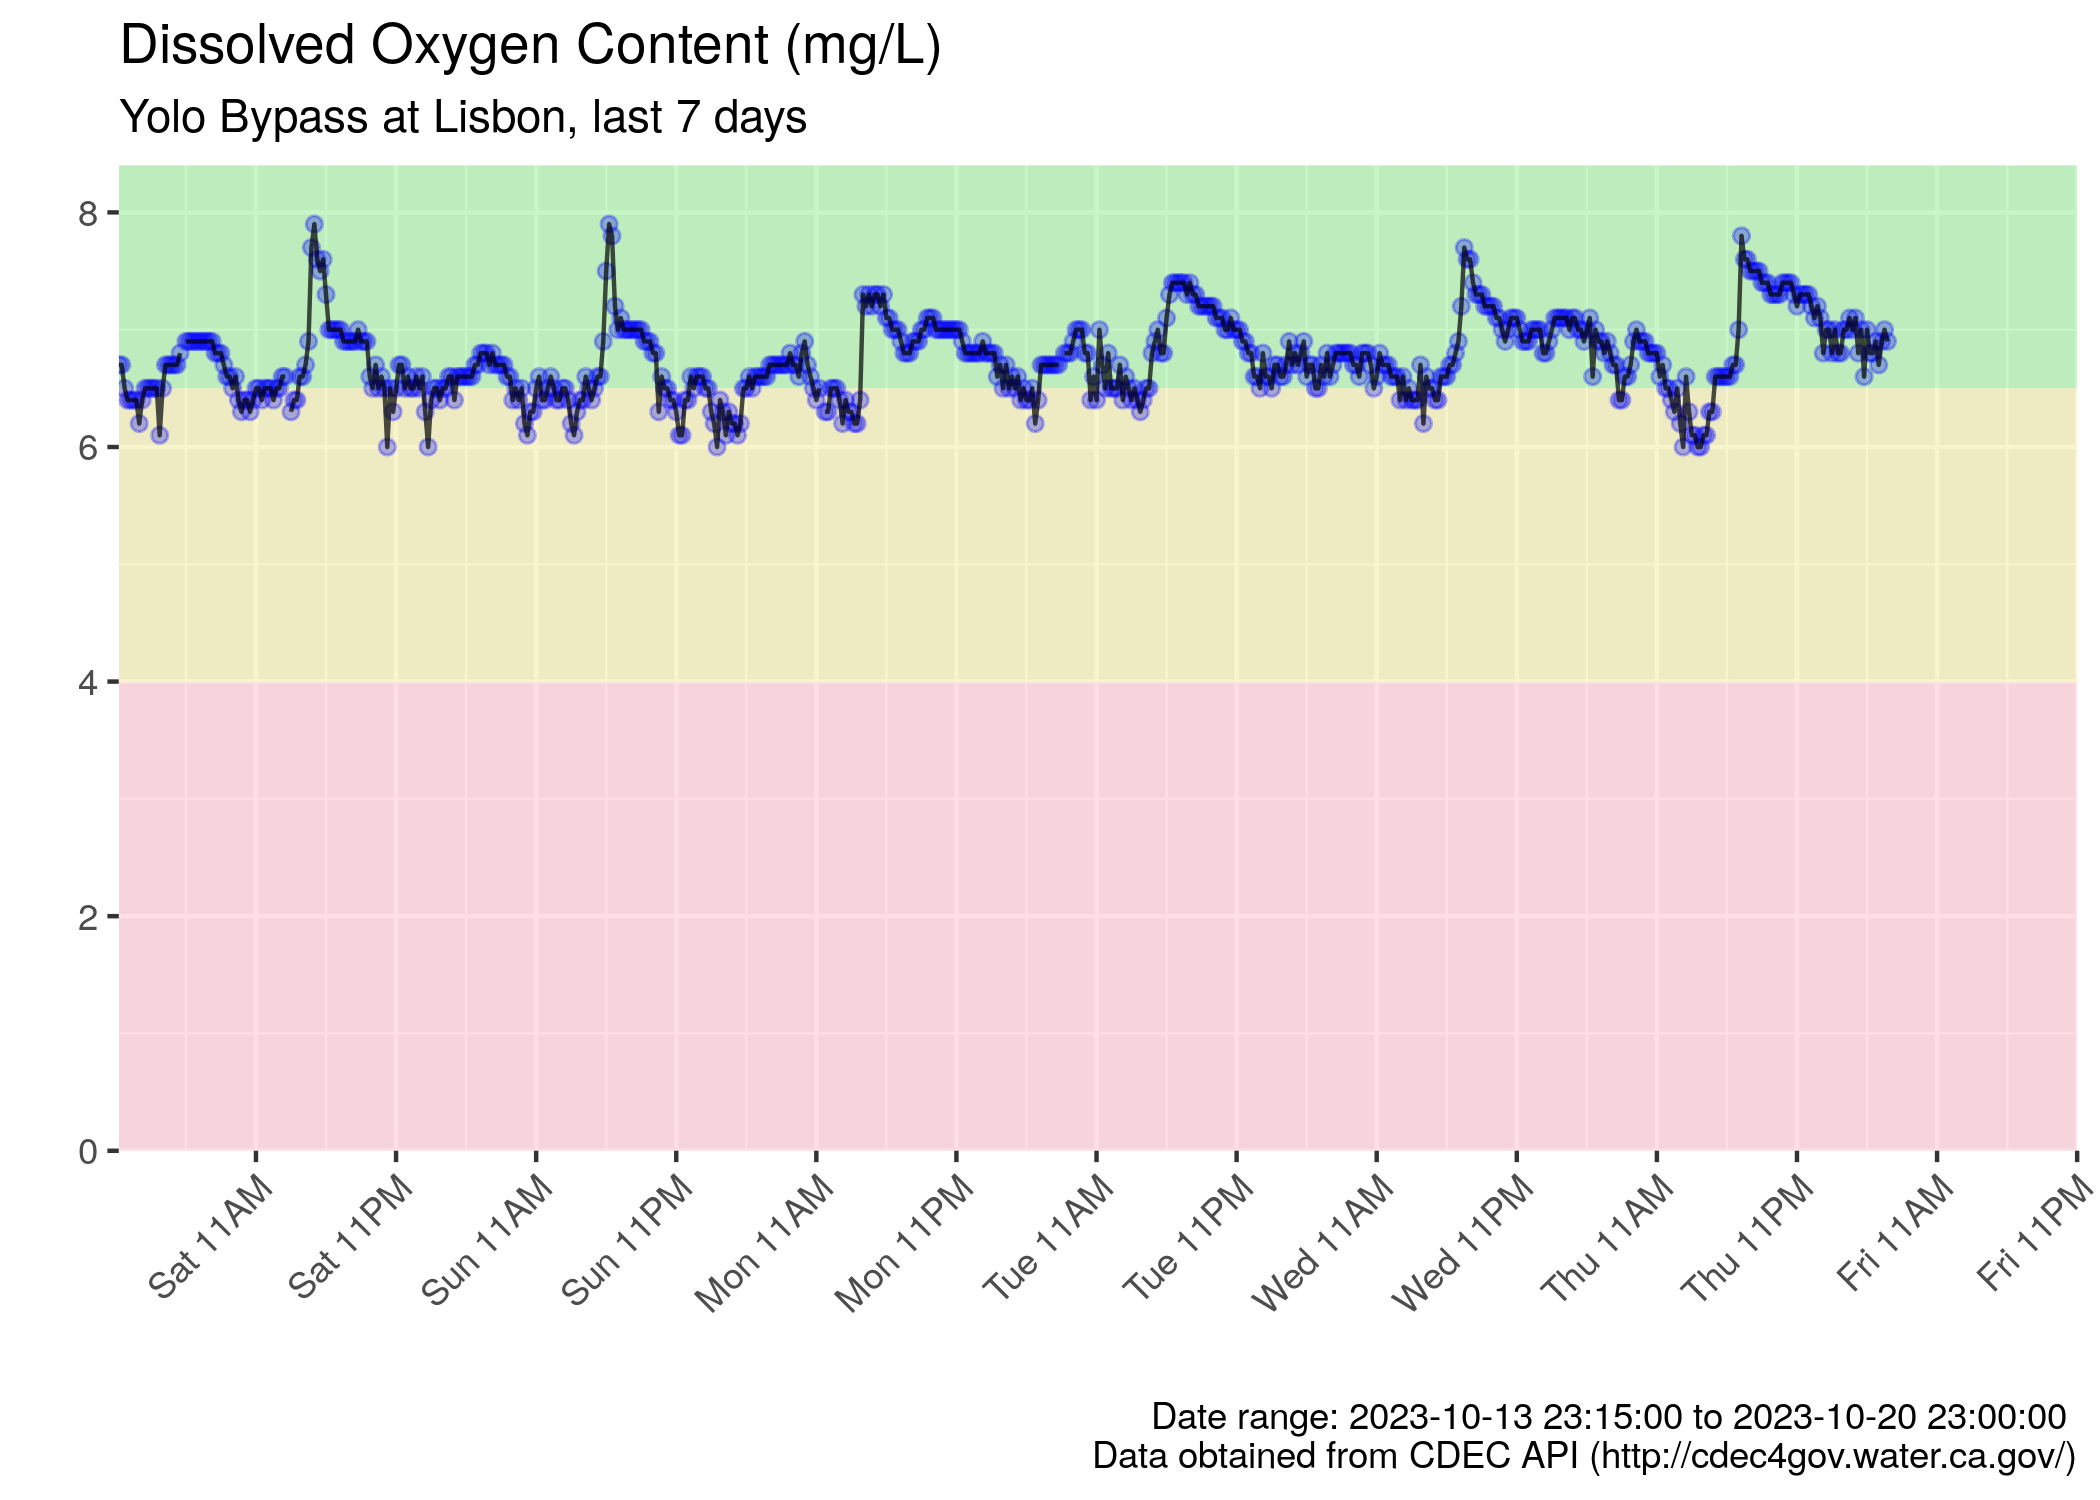 Dissolved Oxygen Content (mg/L)
Yolo Bypass at Lisbon, last 7 days
8
6
4
2
0
Sat 11AM
Sat 11PM
Sun 11AM
Sun 11PM
Mon 11AM
Mon 11PM
Tue 11AM
Tue 11PM
Wed 11AM
Wed 11PM
Thu 11AM
Thu 11PM
Fri 11AM
Fri 11PM
Date range: 2023-10-13 23:15:00 to 2023-10-20 23:00:00
Data obtained from CDEC API (http://cdec4gov.water.ca.gov/)